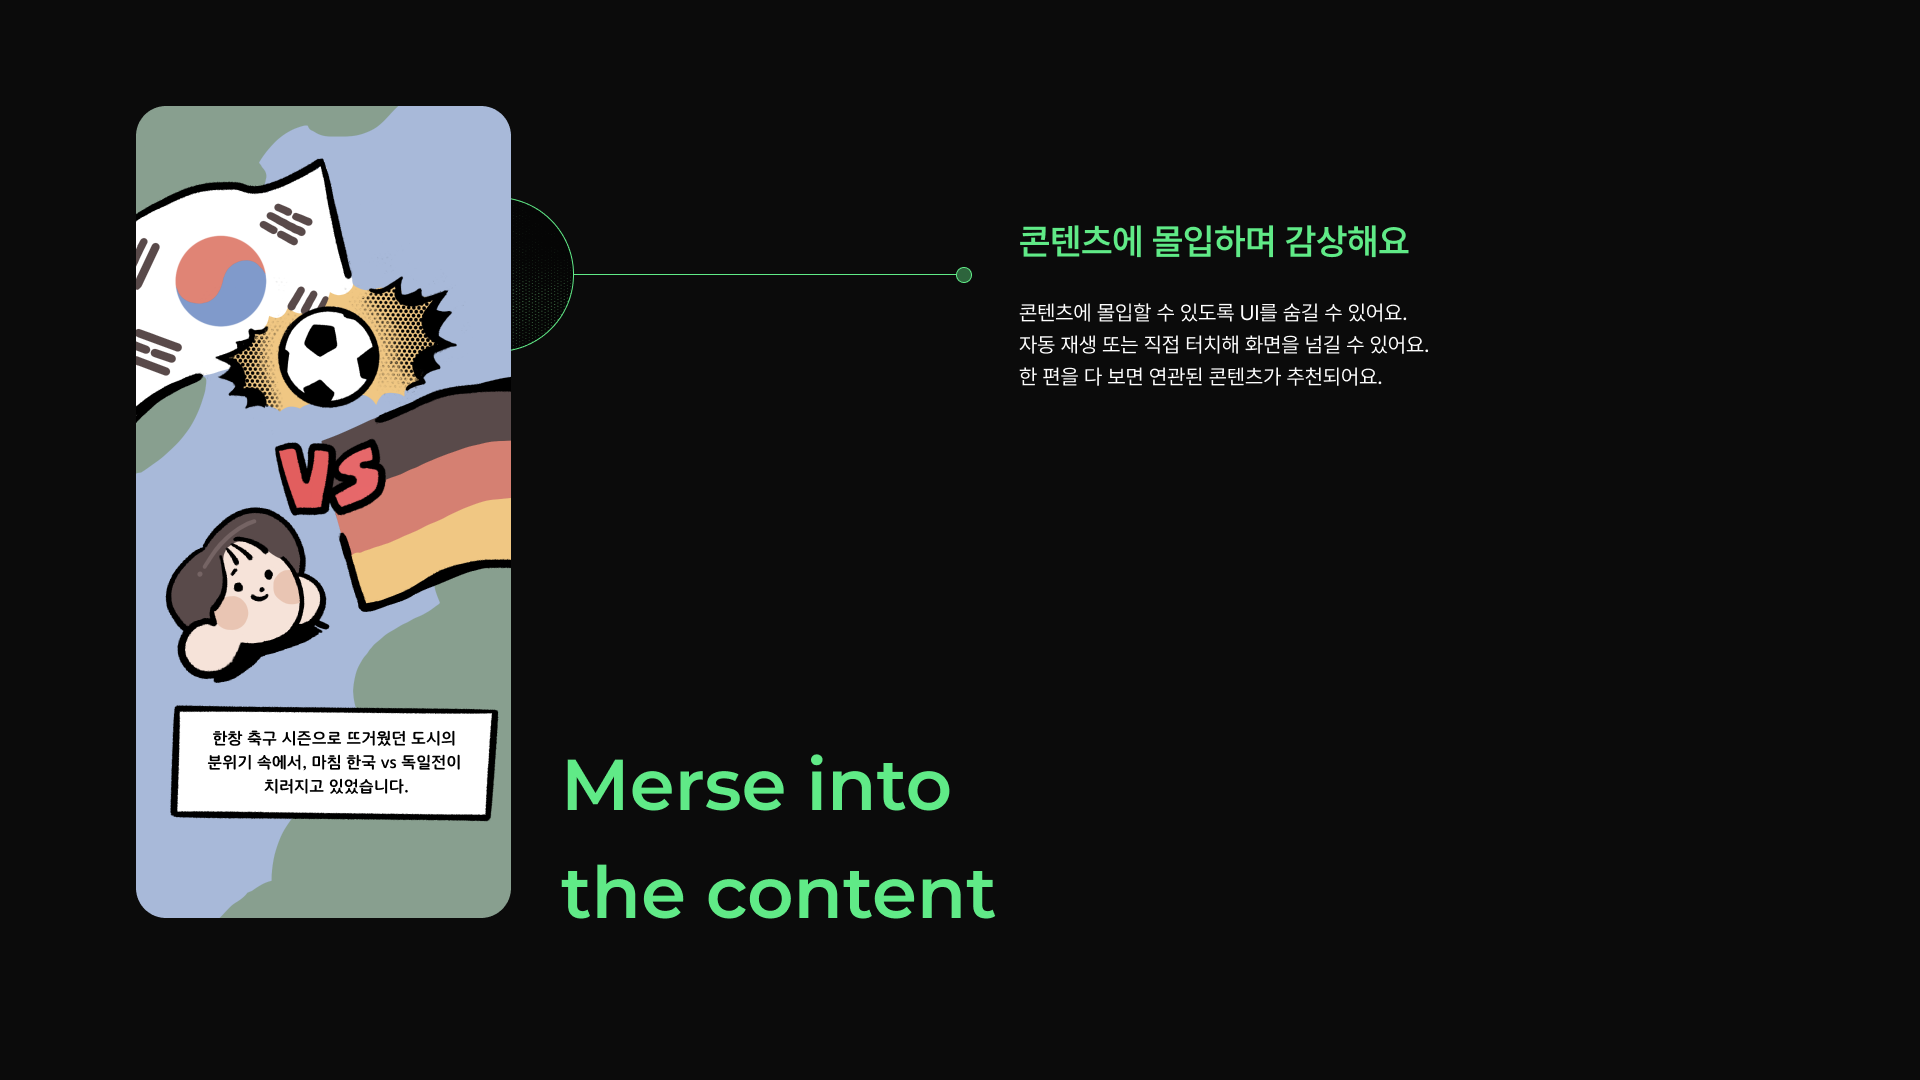 콘텐츠에 몰입하며 감상해요
콘텐츠에 몰입할 수 있도록 UI를 숨길 수 있어요.
자동 재생 또는 직접 터치해 화면을 넘길 수 있어요.
한 편을 다 보면 연관된 콘텐츠가 추천되어요.
VS
한창 축구 시즌으로 뜨거웠던 도시의
분위기 속에서, 마침 한국 vs 독일전이
치러지고 있었습니다.
Merse into
the content